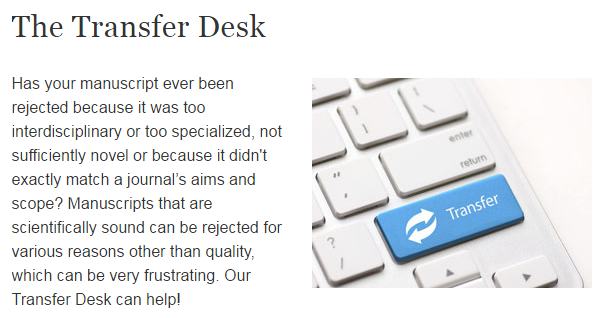 The Transfer Desk
Has your manuscript ever been
rejected because it was too
interdisciplinary or too specialized, not
sufficiently novel or because it didn't
exactly match a journal’s aims and
scope? Manuscripts that are
scientifically sound can be rejected for
various reasons other than quality,
which can be very frustrating. Our
Transfer Desk can help!
}
]
|
\
enter
return
"
'
Transfer
?
/